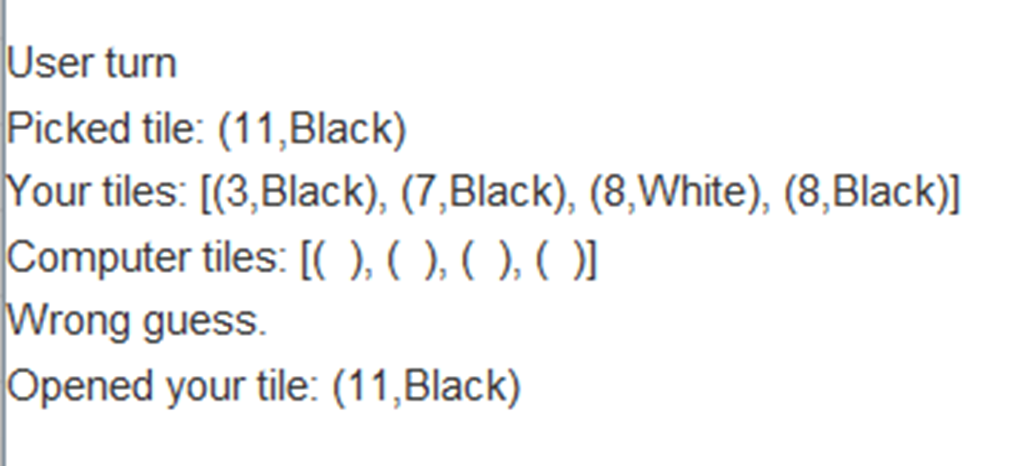 User turn
Picked tile: (11,Black)
Your tiles: [(3,Black), (7,Black), (8,White), (8,Black)]
Computer tiles: [(  ), (  ), (  ), (  )]
Wrong guess.
Opened your tile: (11,Black)